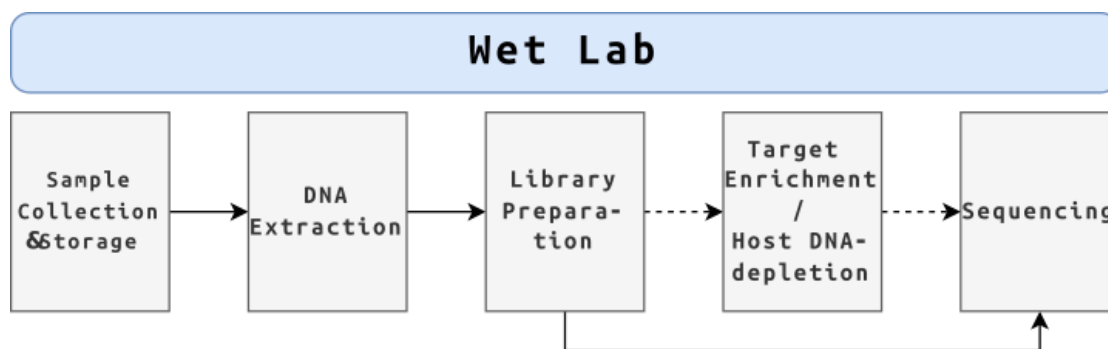 Wet Lab
Sample
Collection
&Storage
DNA
Extraction
Library
Prepara-
tion
Target
Enrichment
/
Host DNA-
depletion
Sequencing